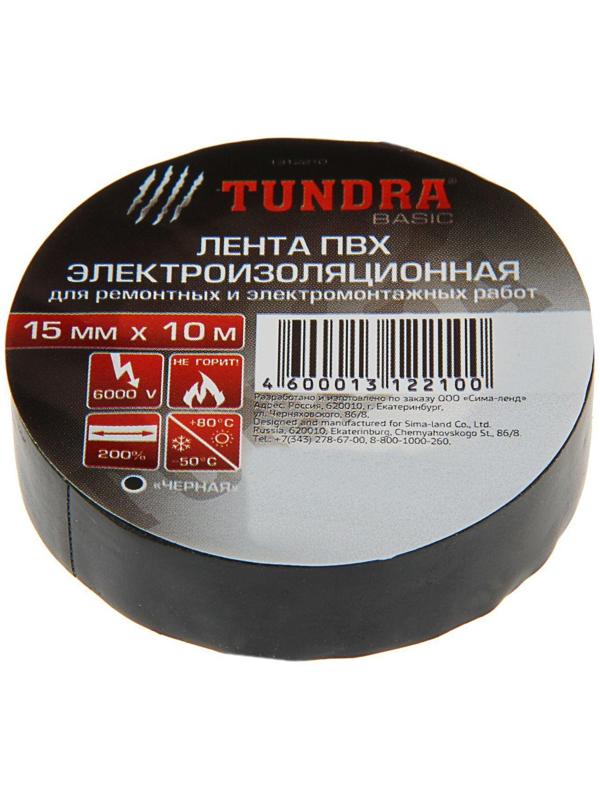 1312210
TUNDRA®
BASIC
ЛЕНТА ПВХ
ЭЛЕКТРОИЗОЛЯЦИОННАЯ
для ремонтных и электромонтажных работ
15 мм х 10 м
6000 V
НЕ ГОРИТ!
200%
+80°C
-50°C
«ЧЕРНАЯ»
4 600013 122100
Разработано и изготовлено по заказу ООО «Сима-ленд»
Адрес: Россия, 620010, г. Екатеринбург,
ул. Черняховского, 86/8.
Designed and manufactured for Sima-land Co., Ltd.
Russia, 620010, Ekaterinburg, Chernyahovskogo St., 86/8.
Tel.: +7(343) 278-67-00, 8-800-1000-260,